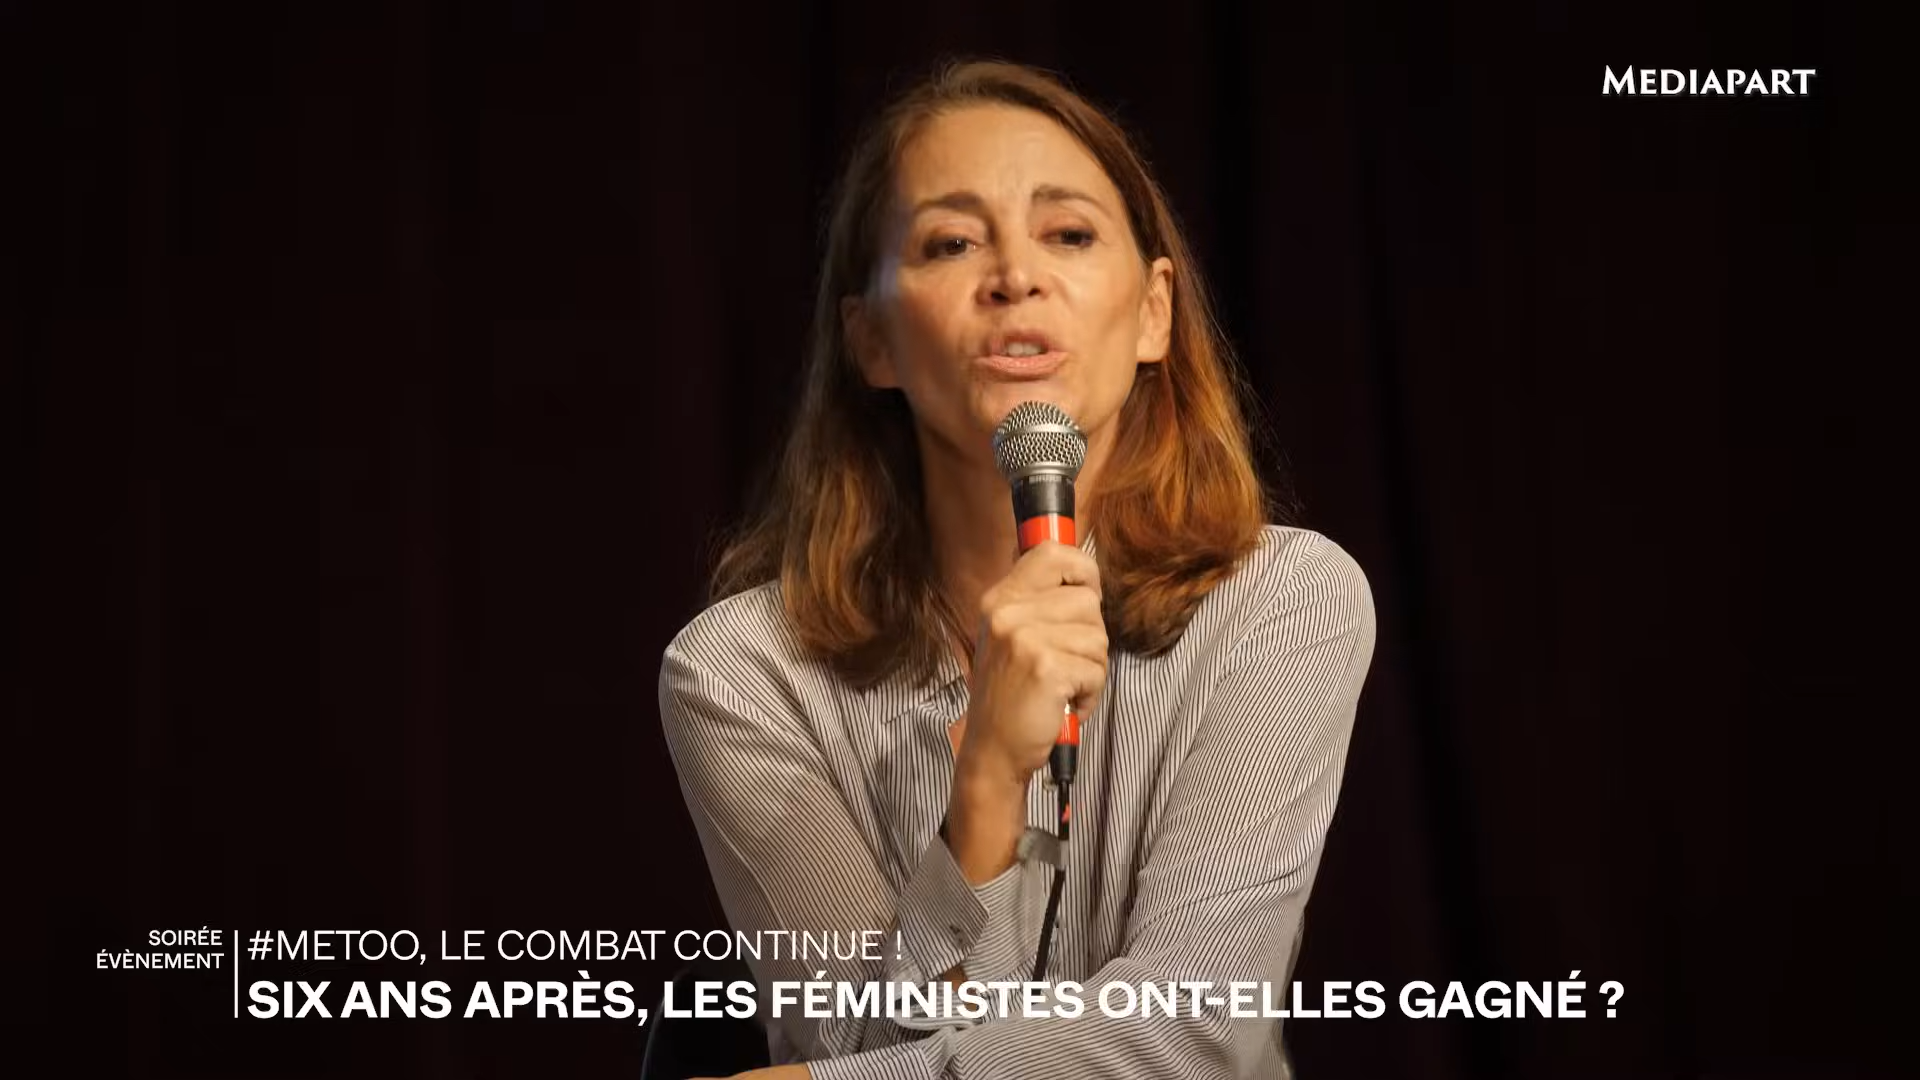 MEDIAPART
SOIRÉE
ÉVÈNEMENT
#METOO, LE COMBAT CONTINUE !
SIX ANS APRÈS, LES FÉMINISTES ONT-ELLES GAGNÉ ?